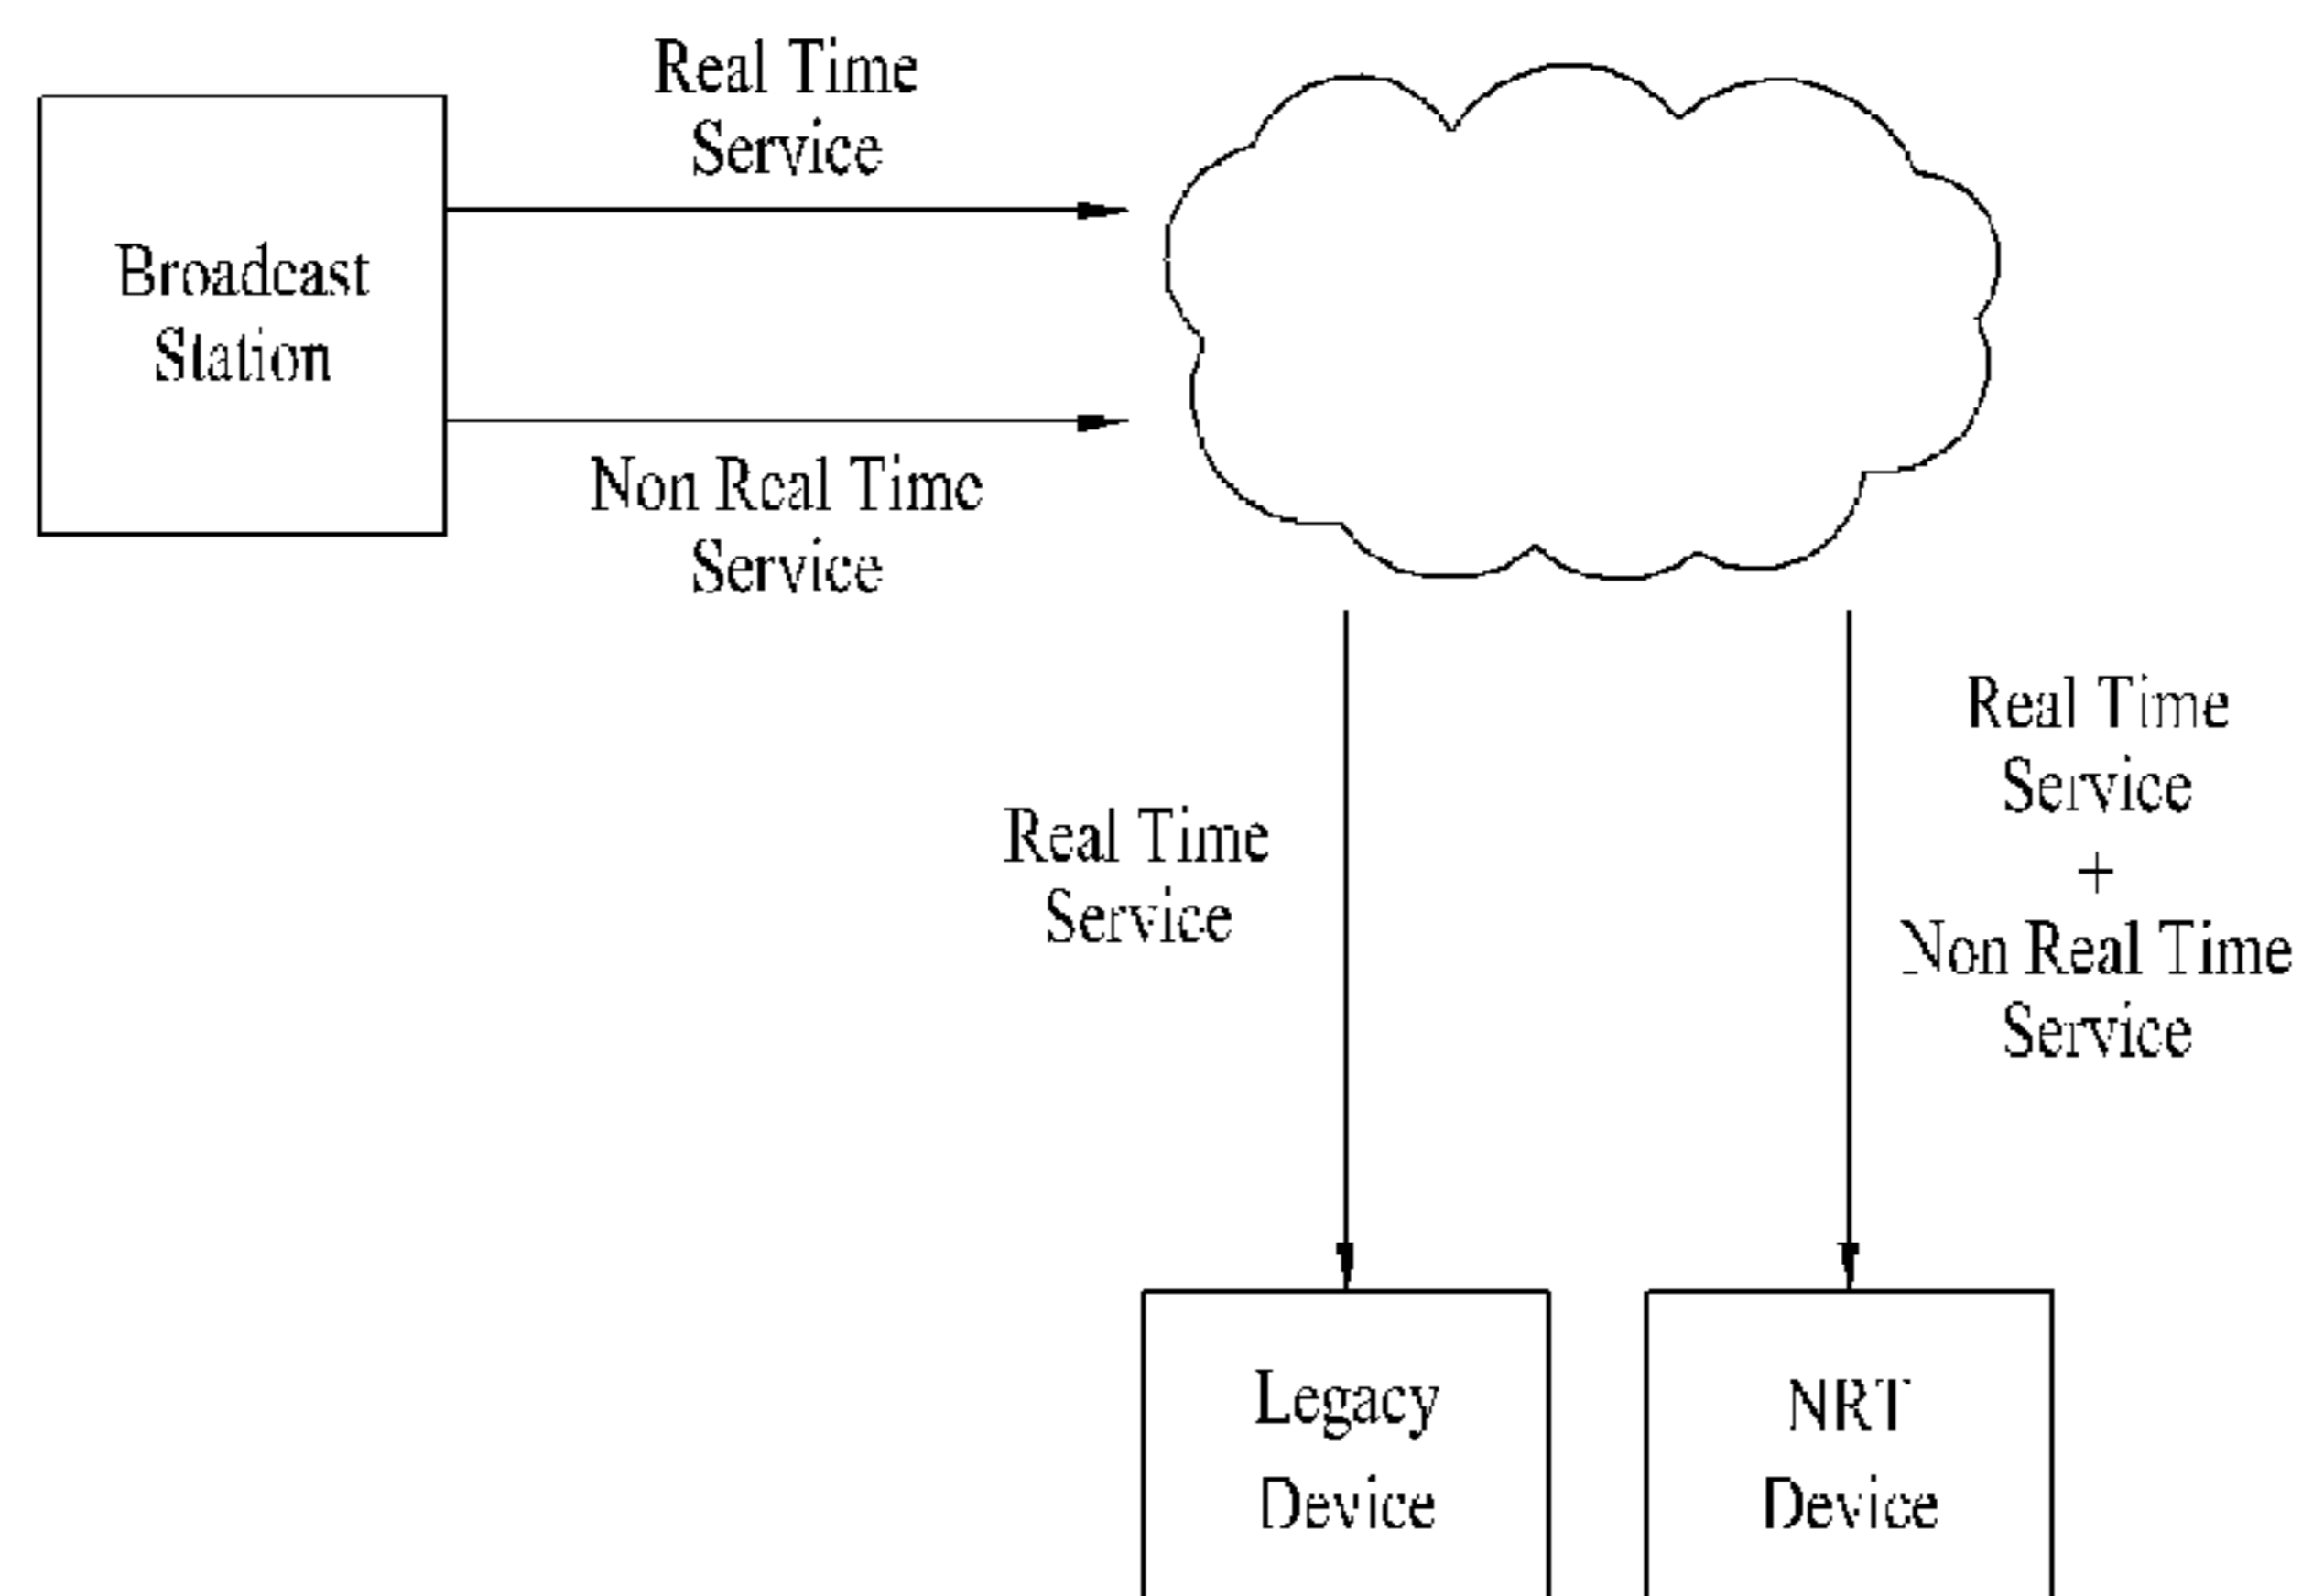 Real Time
Service
Broadcast
Station
Non Real Time
Service
Real Time
Service
Real Time
Service
+
Non Real Time
Service
Legacy
Device
NRT
Device